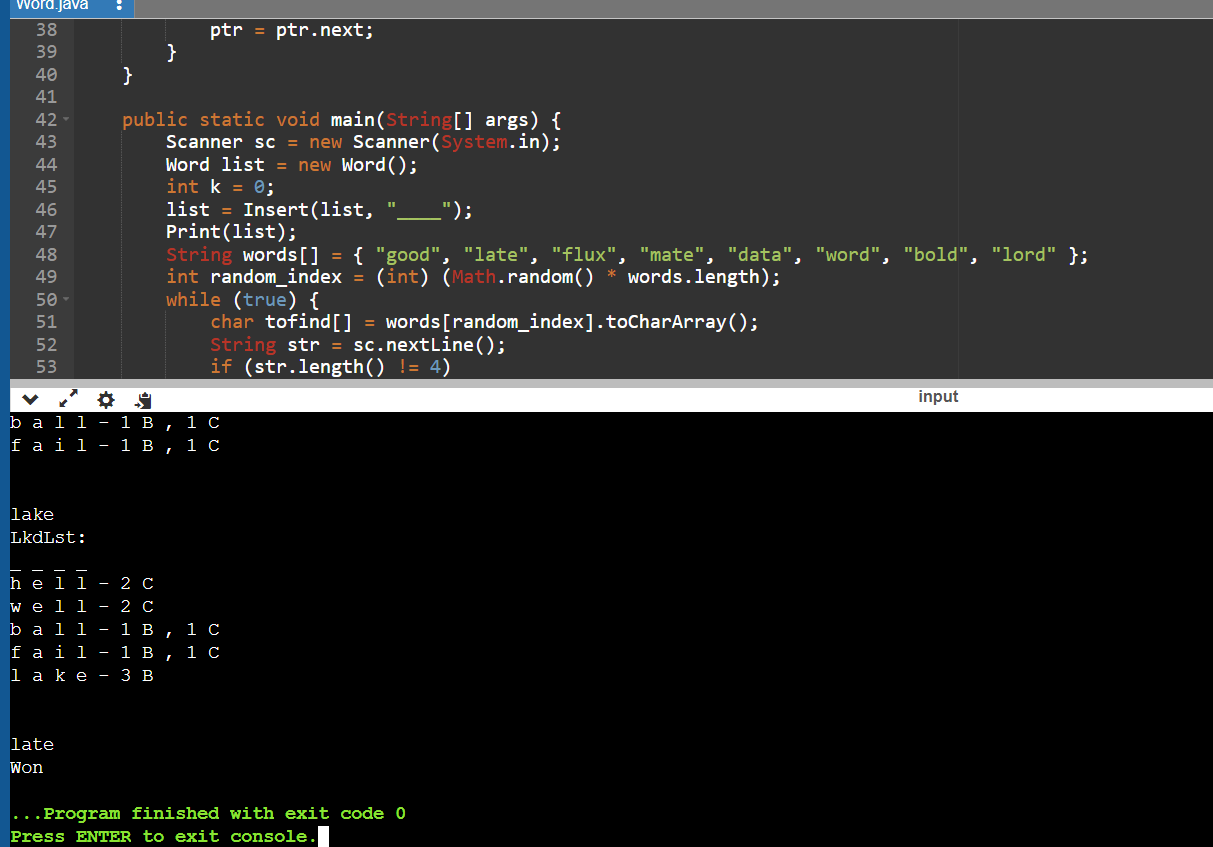 Word.java
38 ptr = ptr.next;
39 }
40 }
41
42 public static void main(String[] args) {
43 Scanner sc = new Scanner(System.in);
44 Word list = new Word();
45 int k = 0;
46 list = Insert(list, "____");
47 Print(list);
48 String words[] = { "good", "late", "flux", "mate", "data", "word", "bold", "lord" };
49 int random_index = (int) (Math.random() * words.length);
50 while (true) {
51 char tofind[] = words[random_index].toCharArray();
52 String str = sc.nextLine();
53 if (str.length() != 4)
input
b a l l - 1 B , 1 C
f a i l - 1 B , 1 C
lake
LkdLst:
_ _ _ _
h e l l - 2 C
w e l l - 2 C
b a l l - 1 B , 1 C
f a i l - 1 B , 1 C
l a k e - 3 B
late
Won
...Program finished with exit code 0
Press ENTER to exit console.